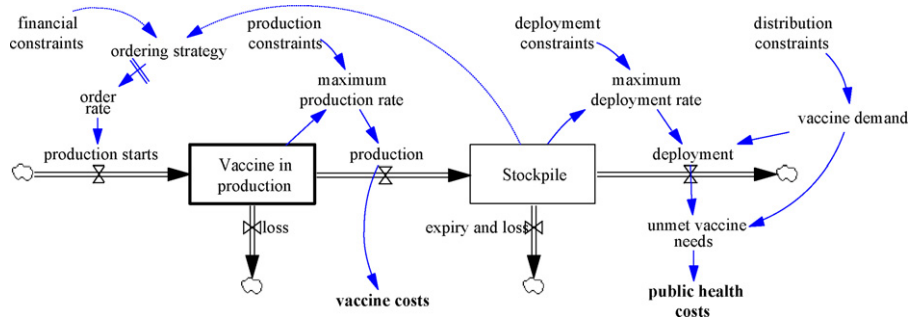 financial
constraints
ordering strategy
production
constraints
deploymemt
constraints
distribution
constraints
order
rate
maximum
production rate
maximum
deployment rate
vaccine demand
production starts
production
deployment
Vaccine in
production
Stockpile
loss
expiry and loss
unmet vaccine
needs
vaccine costs
public health
costs